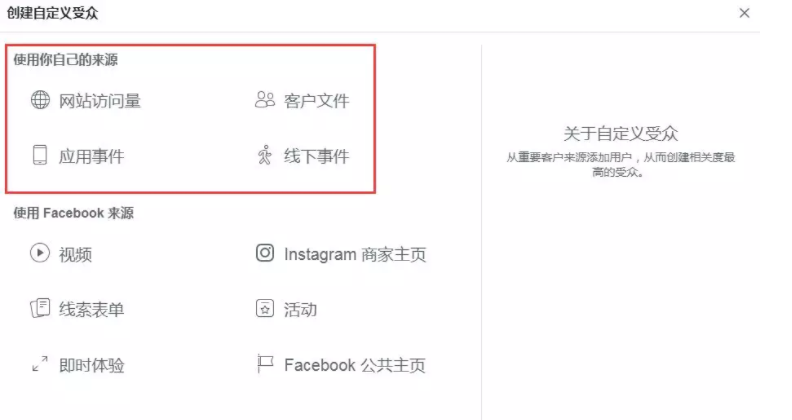 创建自定义受众
使用你自己的来源
网站访问量 客户文件
应用事件 线下事件
使用 Facebook 来源
视频 Instagram 商家主页
线索表单 活动
即时体验 Facebook 公共主页
关于自定义受众
从重要客户来源添加用户，从而创建相关度最
高的受众。